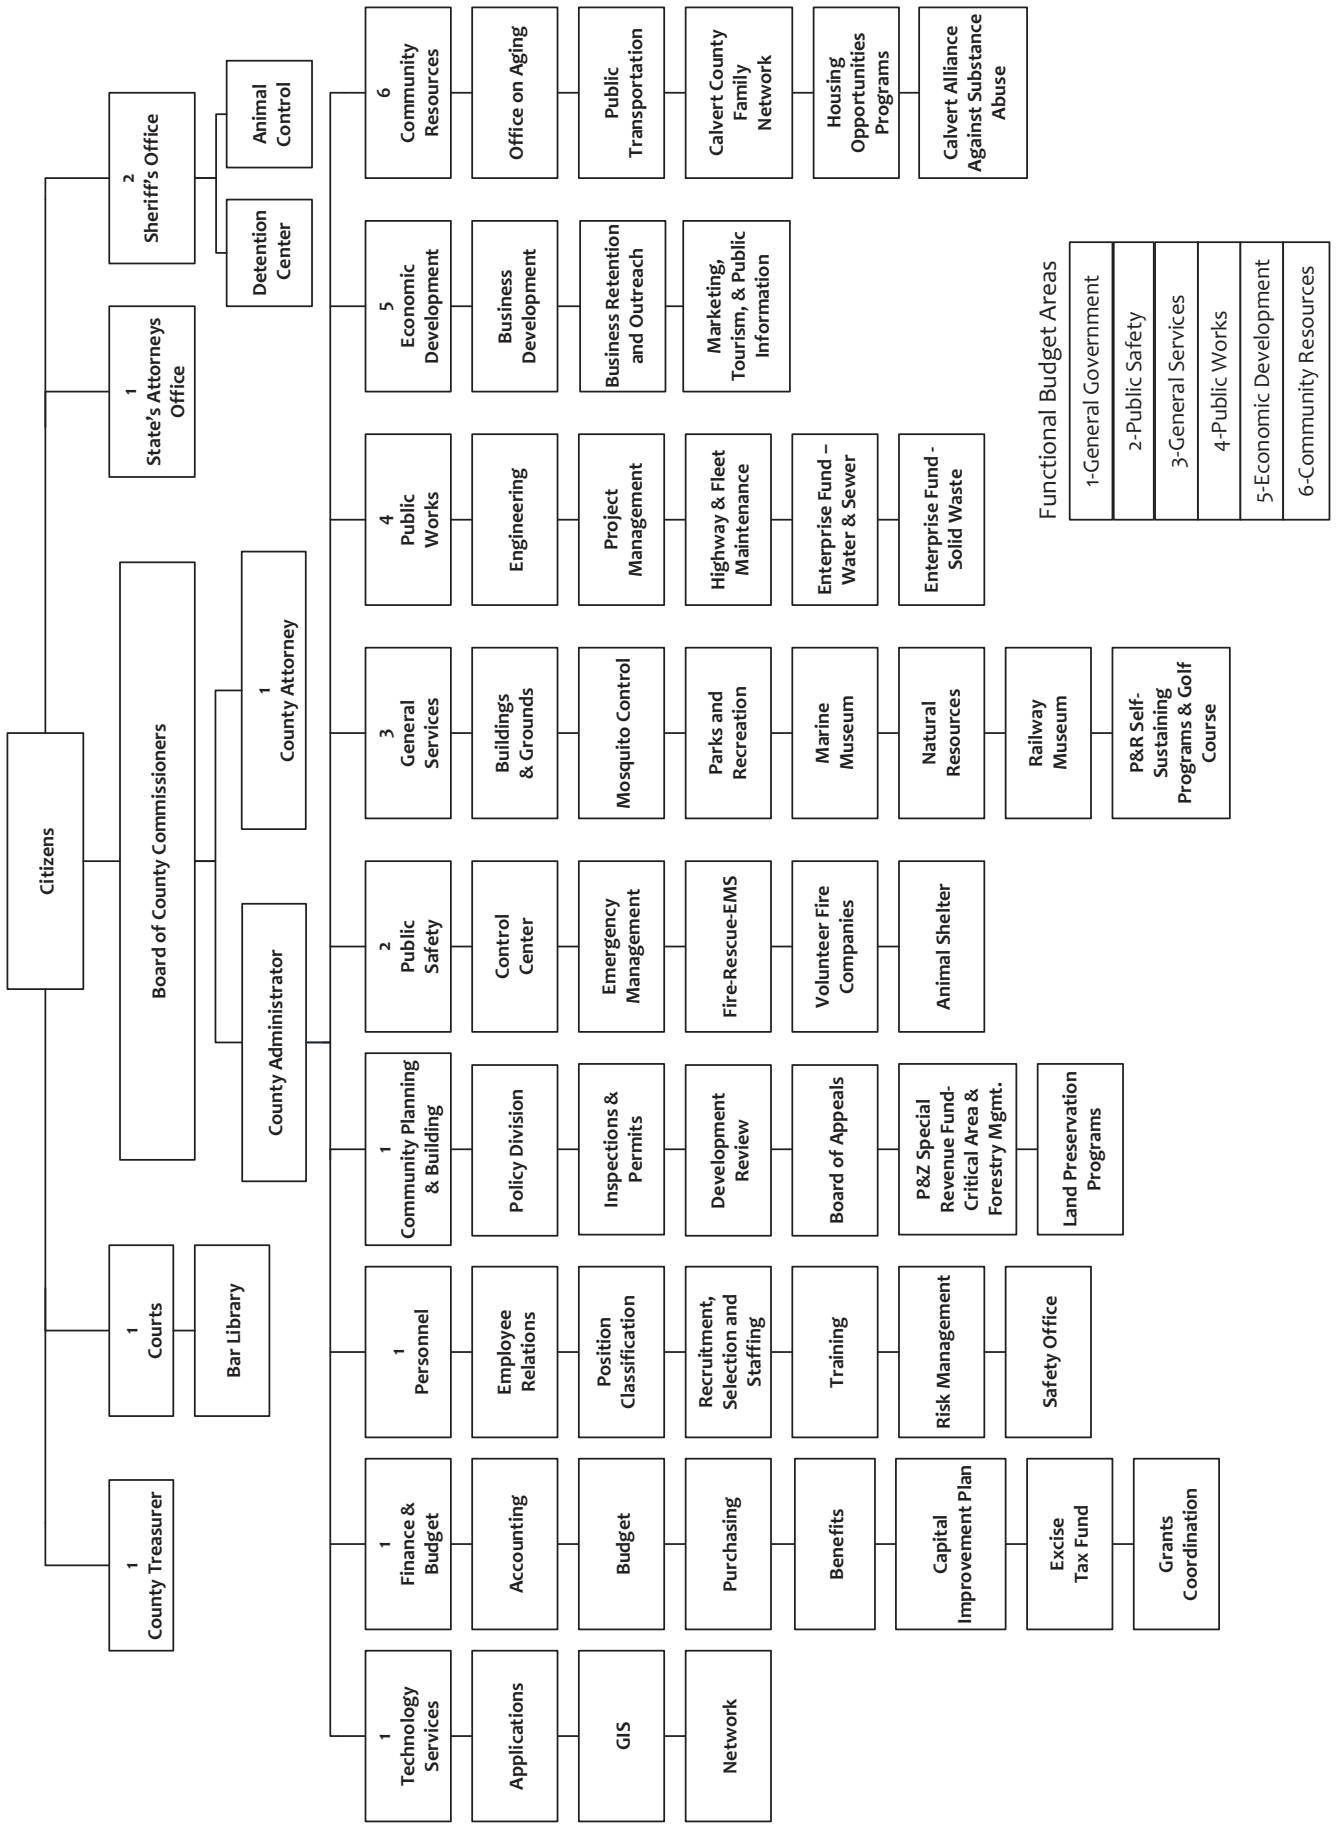 Citizens
1
County Treasurer
1
Courts
Bar Library
Board of County Commissioners
1
State's Attorneys
Office
2
Sheriff's Office
Detention
Center
Animal
Control
County Administrator
1
County Attorney
1
Technology
Services
Applications
GIS
Network
1
Finance &
Budget
Accounting
Budget
Purchasing
Benefits
Capital
Improvement Plan
Excise
Tax Fund
Grants
Coordination
1
Personnel
Employee
Relations
Position
Classification
Recruitment,
Selection and
Staffing
Training
Risk Management
Safety Office
1
Community Planning
& Building
Policy Division
Inspections &
Permits
Development
Review
Board of Appeals
P&Z Special
Revenue Fund-
Critical Area &
Forestry Mgmt.
Land Preservation
Programs
2
Public
Safety
Control
Center
Emergency
Management
Fire-Rescue-EMS
Volunteer Fire
Companies
Animal Shelter
3
General
Services
Buildings
& Grounds
Mosquito Control
Parks and
Recreation
Marine
Museum
Natural
Resources
Railway
Museum
P&R Self-
Sustaining
Programs & Golf
Course
4
Public
Works
Engineering
Project
Management
Highway & Fleet
Maintenance
Enterprise Fund –
Water & Sewer
Enterprise Fund -
Solid Waste
5
Economic
Development
Business
Development
Business Retention
and Outreach
Marketing,
Tourism, & Public
Information
6
Community
Resources
Office on Aging
Public
Transportation
Calvert County
Family
Network
Housing
Opportunities
Programs
Calvert Alliance
Against Substance
Abuse
Functional Budget Areas
1-General Government
2-Public Safety
3-General Services
4-Public Works
5-Economic Development
6-Community Resources